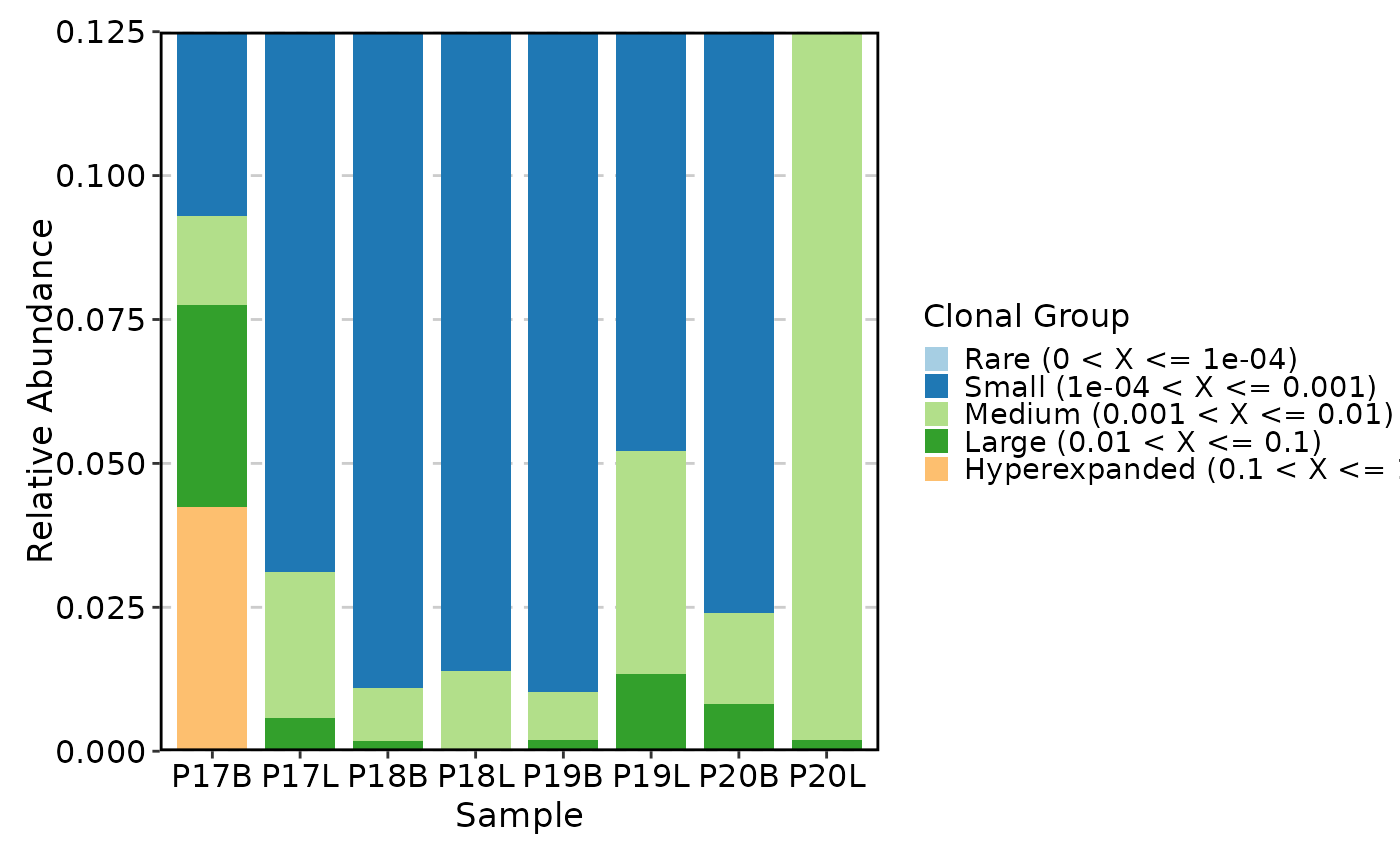 0.125
0.100
0.075
0.050
0.025
0.000
Relative Abundance
P17B P17L P18B P18L P19B P19L P20B P20L
Sample
Clonal Group
Rare (0 < X <= 1e-04)
Small (1e-04 < X <= 0.001)
Medium (0.001 < X <= 0.01)
Large (0.01 < X <= 0.1)
Hyperexpanded (0.1 < X <=